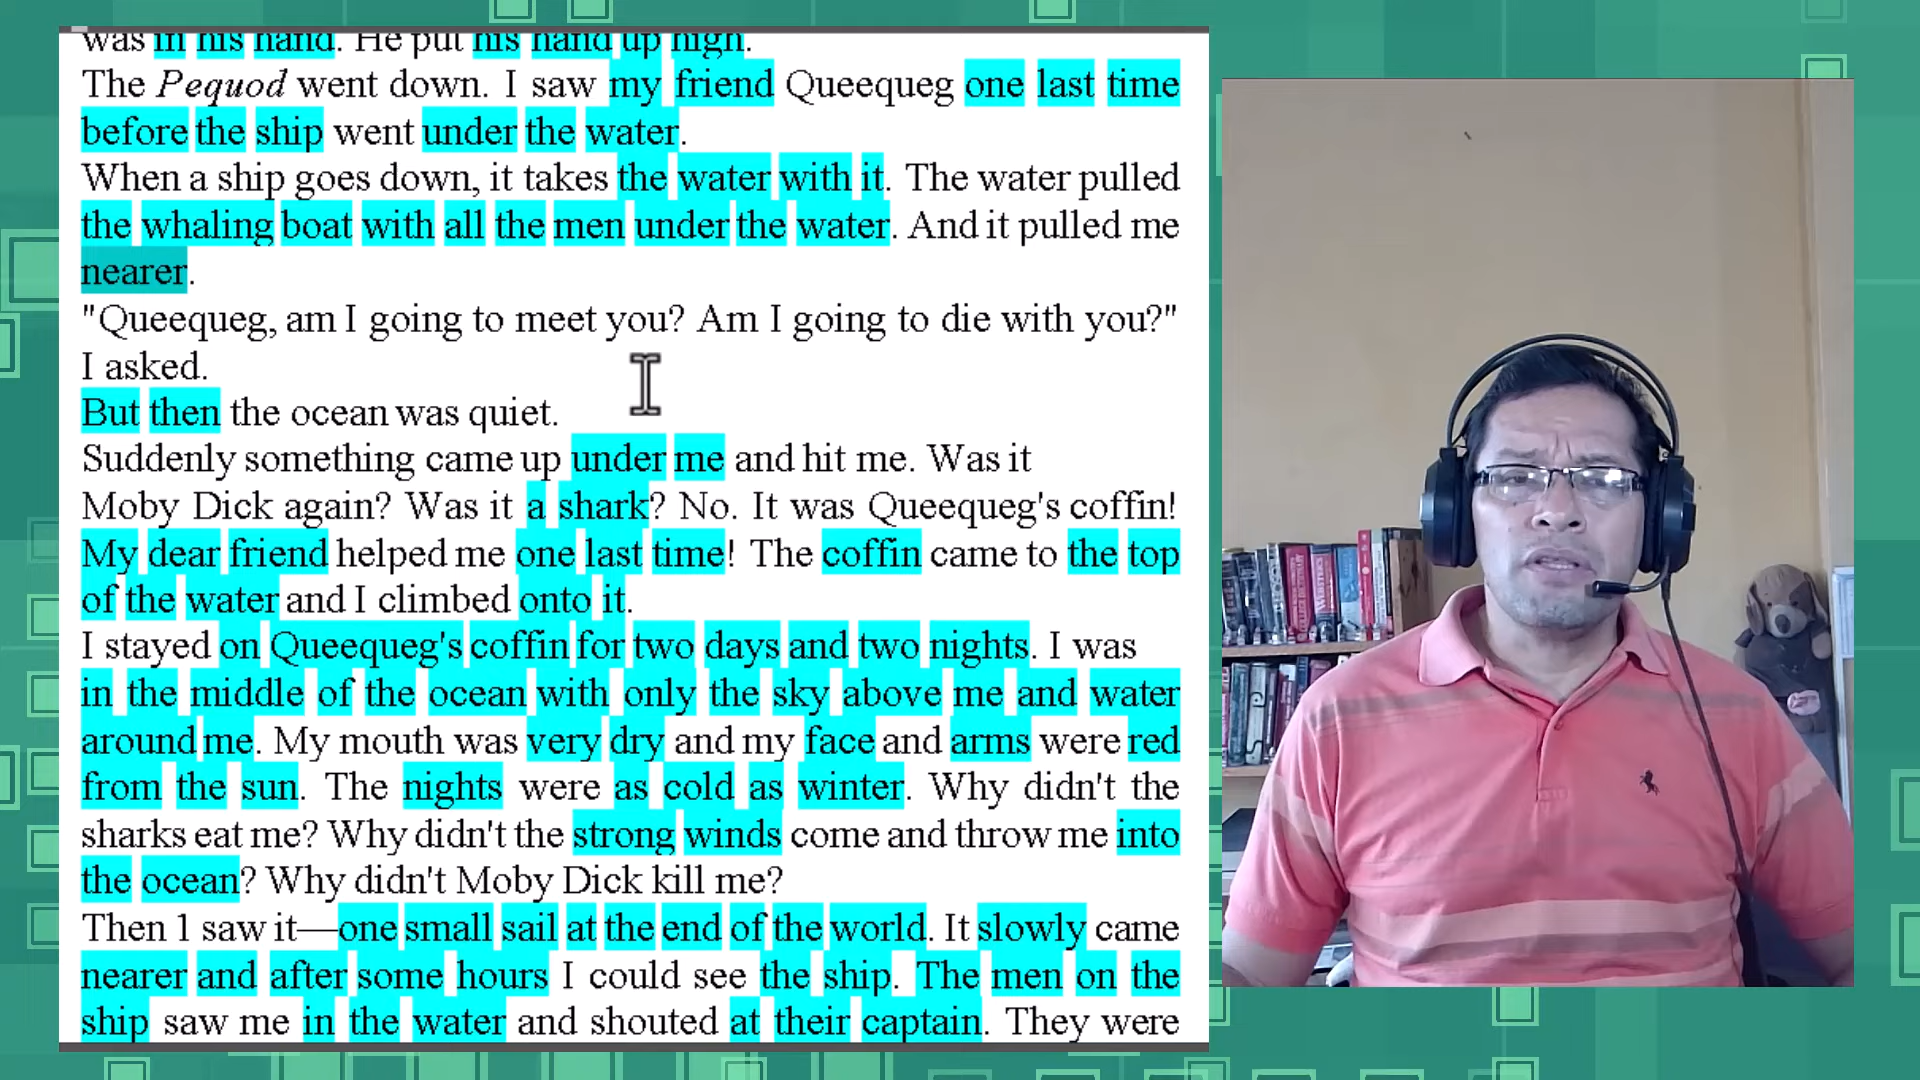 was in his hand. He put his hand up high.
The Pequod went down. I saw my friend Queequeg one last time
before the ship went under the water.
When a ship goes down, it takes the water with it. The water pulled
the whaling boat with all the men under the water. And it pulled me
nearer.
"Queequeg, am I going to meet you? Am I going to die with you?"
I asked.
But then the ocean was quiet.
Suddenly something came up under me and hit me. Was it
Moby Dick again? Was it a shark? No. It was Queequeg's coffin!
My dear friend helped me one last time! The coffin came to the top
of the water and I climbed onto it.
I stayed on Queequeg's coffin for two days and two nights. I was
in the middle of the ocean with only the sky above me and water
around me. My mouth was very dry and my face and arms were red
from the sun. The nights were as cold as winter. Why didn't the
sharks eat me? Why didn't the strong winds come and throw me into
the ocean? Why didn't Moby Dick kill me?
Then 1 saw it—one small sail at the end of the world. It slowly came
nearer and after some hours I could see the ship. The men on the
ship saw me in the water and shouted at their captain. They were